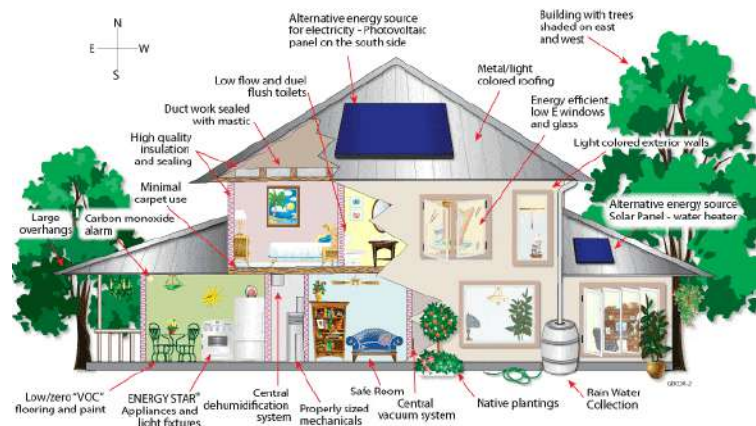 N
E
W
S
Alternative energy source
for electricity - Photovoltaic
panel on the south side
Building with trees
shaded on east
and west
Low flow and duel
flush toilets
Metal/light
colored roofing
Duct work sealed
with mastic
Energy efficient
low E windows
and glass
High quality
insulation
and sealing
Light colored exterior walls
Minimal
carpet use
Large
overhangs
Carbon monoxide
alarm
Alternative energy source
Solar Panel - water heater
Low/zero "VOC"
flooring and paint
ENERGY STAR®
Appliances and
light fixtures
Central
dehumidification
system
Properly sized
mechanicals
Safe Room
Central
vacuum system
Native plantings
Rain Water
Collection